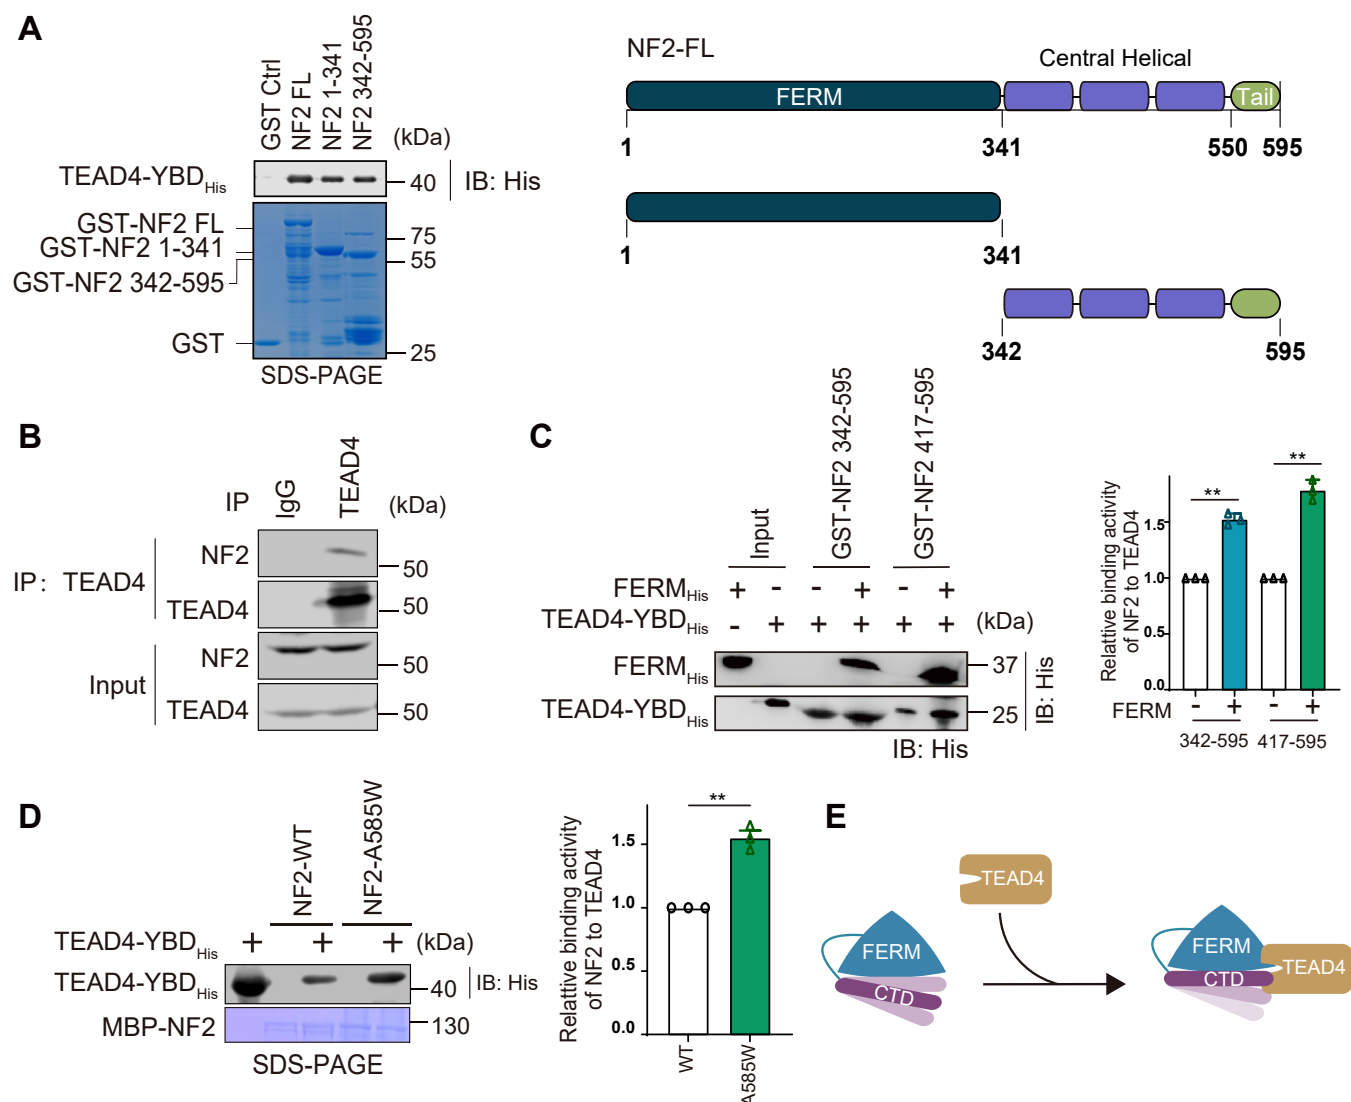 A
GST Ctrl
NF2 FL
NF2 1-341
NF2 342-595
(kDa)
TEAD4-YBDHis
40
IB: His
GST-NF2 FL
GST-NF2 1-341
GST-NF2 342-595
GST
75
55
25
SDS-PAGE
NF2-FL
Central Helical
FERM
Tail
1
341
550
595
1
341
342
595
B
IP
IgG
TEAD4
(kDa)
IP: TEAD4
NF2
50
TEAD4
50
Input
NF2
50
TEAD4
50
C
Input
GST-NF2 342-595
GST-NF2 417-595
FERMHis
+ - - + - +
TEAD4-YBDHis
- + + + + +
(kDa)
FERMHis
37
TEAD4-YBDHis
25
IB: His
IB: His
Relative binding activity
of NF2 to TEAD4
1.5
1.0
0.5
0.0
**
**
FERM
- + - +
342-595
417-595
D
NF2-WT
NF2-A585W
TEAD4-YBDHis
+ + +
(kDa)
TEAD4-YBDHis
40
IB: His
MBP-NF2
130
SDS-PAGE
Relattive binding activity
of NF2 to TEAD4
1.5
1.0
0.5
0.0
**
WT
A585W
E
TEAD4
FERM
CTD
FERM
CTD
TEAD4